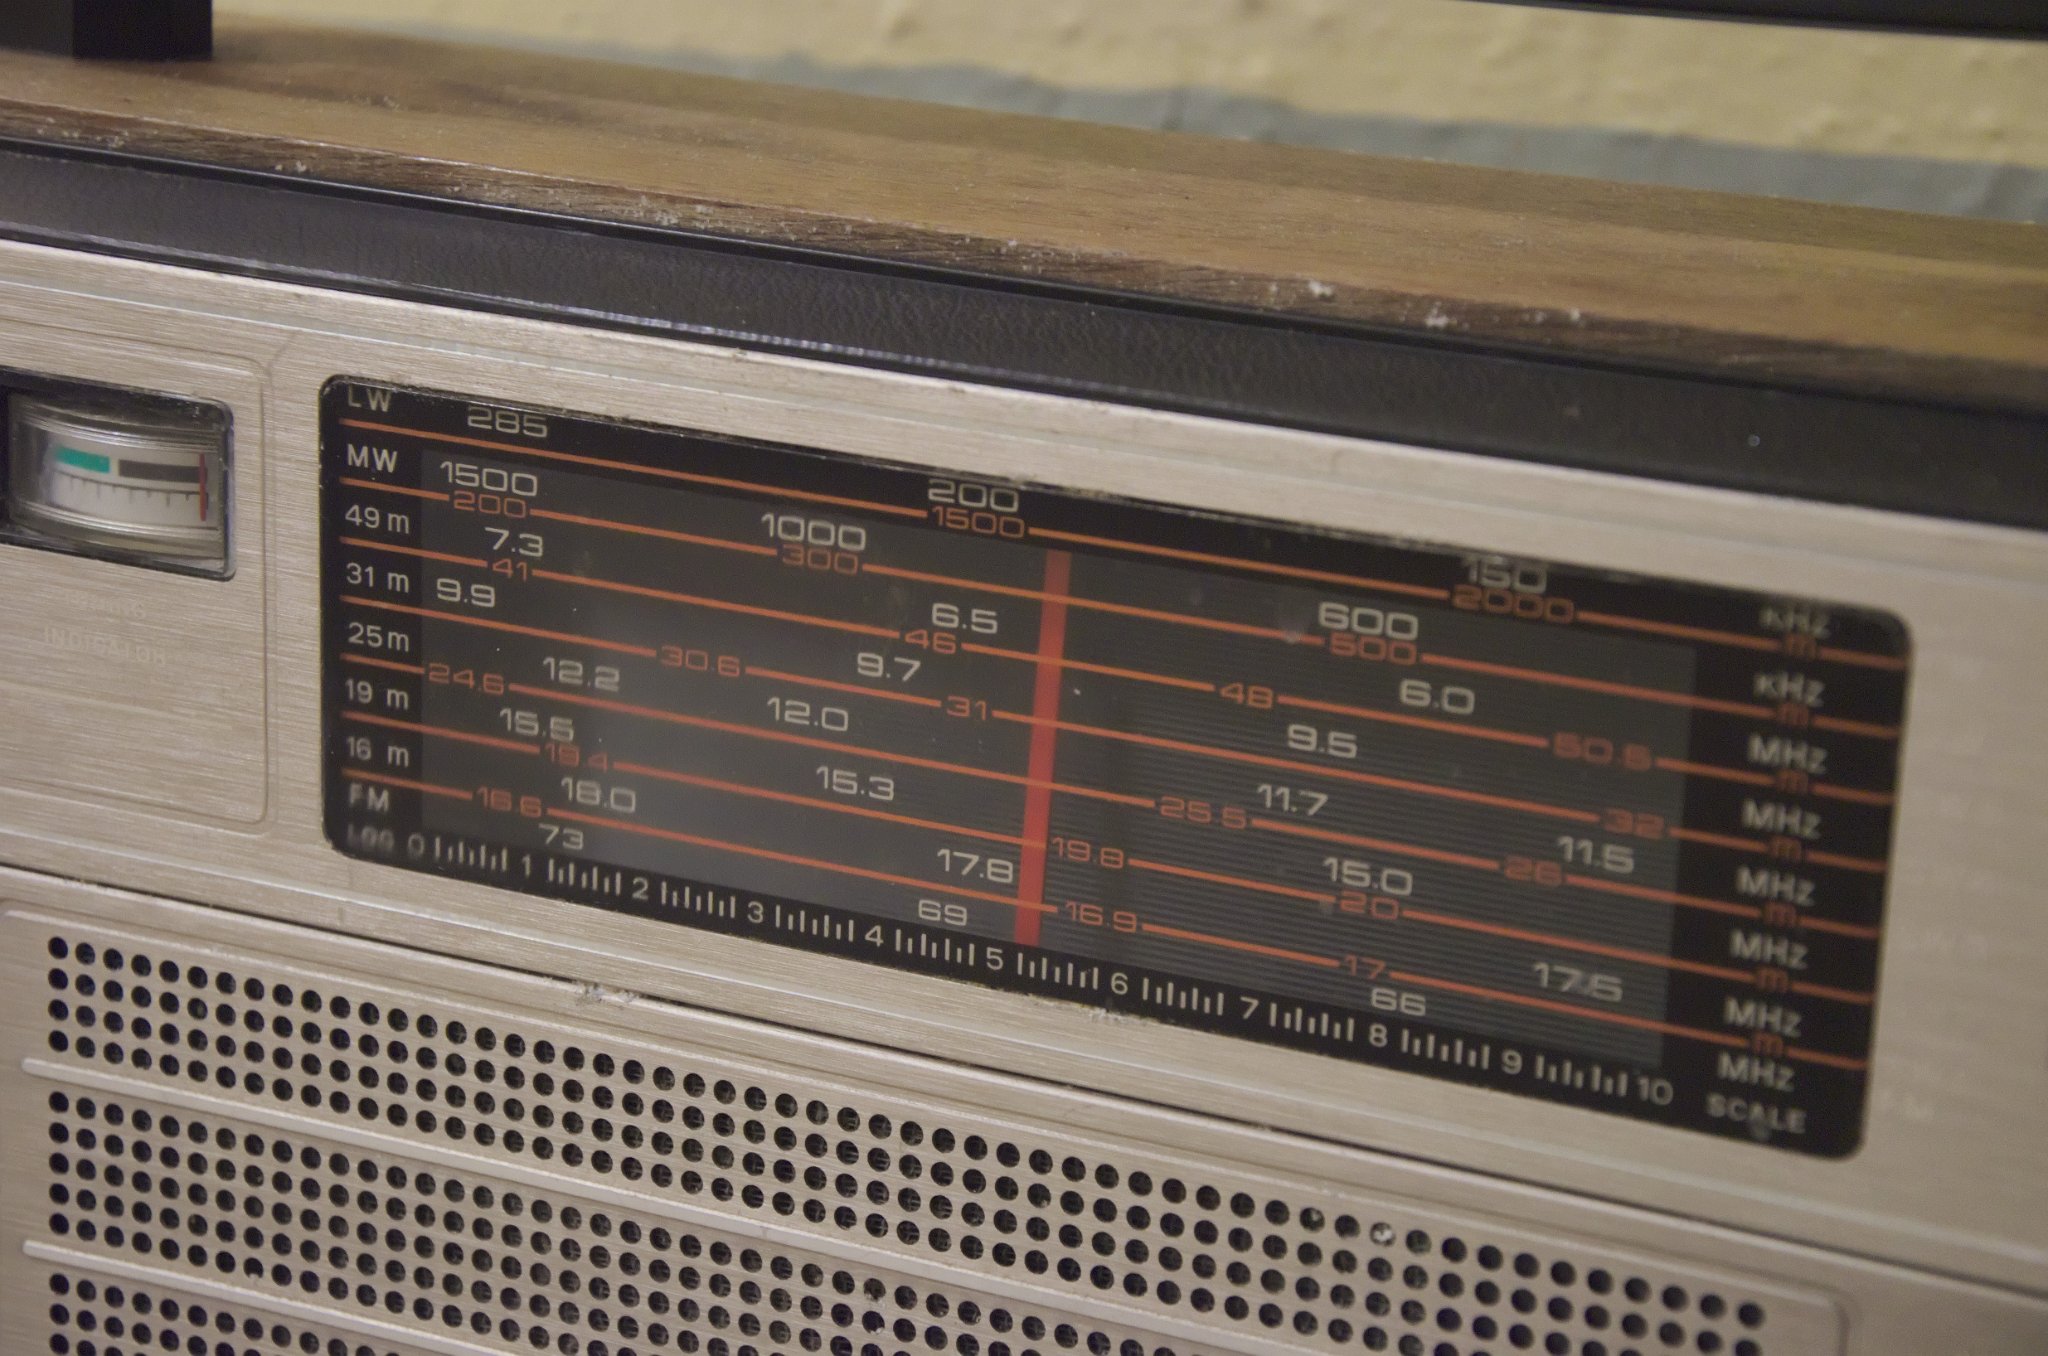 LW 285 200 150 kHz
1500 2000 m
MW 1500 1000 600 kHz
200 300 500 m
49 m 7.3 6.5 6.0 MHz
41 46 48 50.5 m
31 m 9.9 9.7 9.5 MHz
30.6 31 32 m
25 m 12.2 12.0 11.7 11.5 MHz
24.6 25.5 26 m
19 m 15.5 15.3 15.0 MHz
19.4 19.8 20 m
16 m 18.0 17.8 17.5 MHz
16.6 16.9 17 m
FM 73 69 66 MHz
LOG 0 1 2 3 4 5 6 7 8 9 10 SCALE
INDICATOR